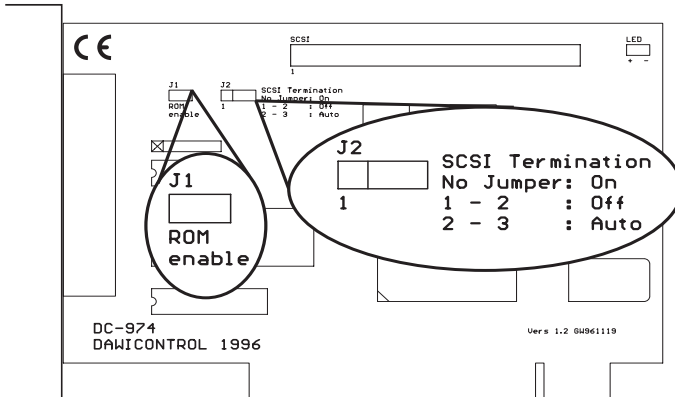 CE
SCSI
LED
1
+ -
J1
J2
SCSI Termination
No Jumper: On
1 - 2 : Off
2 - 3 : Auto
1
ROM
enable
J1
ROM
enable
J2
SCSI Termination
No Jumper: On
1 - 2 : Off
2 - 3 : Auto
1
DC-974
DAWICONTROL 1996
Vers 1.2 GW961119